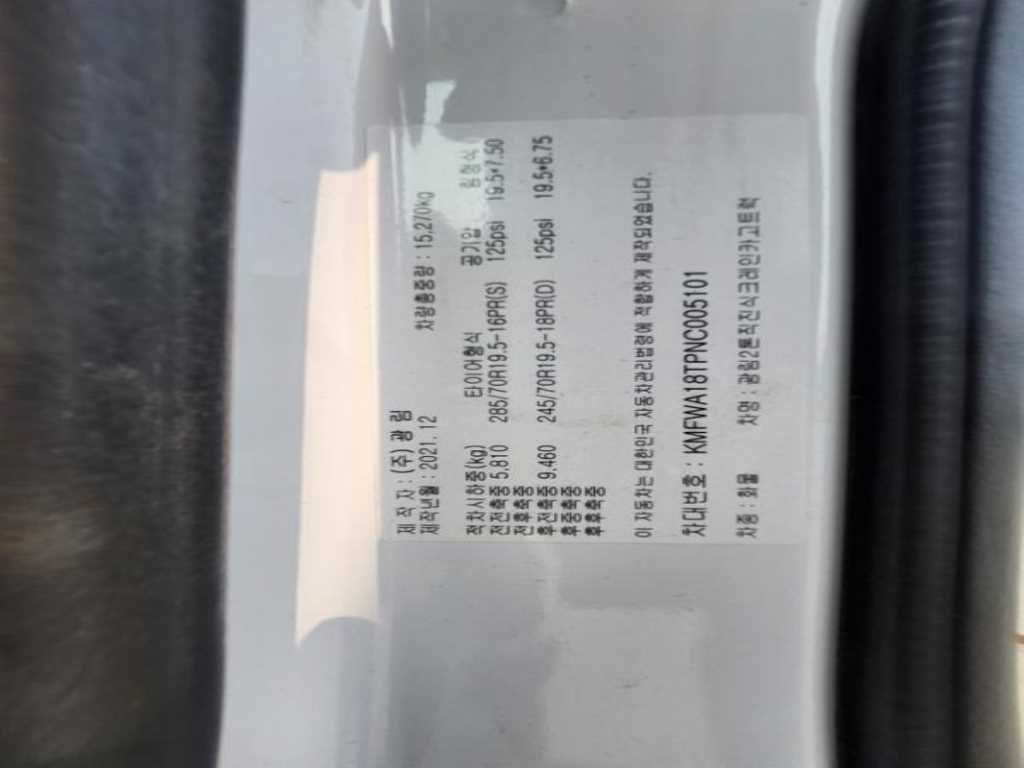 제 작 자 : (주) 광 림
제작년월 : 2021. 12 차량총중량 : 15,270kg
적차시하중(kg) 타이어형식 공기압 림형식
전전축중 5,810 285/70R19.5-16PR(S) 125psi 19.5*7.50
전후축중
후전축중 9,460 245/70R19.5-18PR(D) 125psi 19.5*6.75
후중축중
후후축중
이 자동차는 대한민국 자동차관리법령에 적합하게 제작되었습니다.
차대번호 : KMFWA18TPNC005101
차종 : 화물 차명 : 광림2톤직진식크레인카고트럭